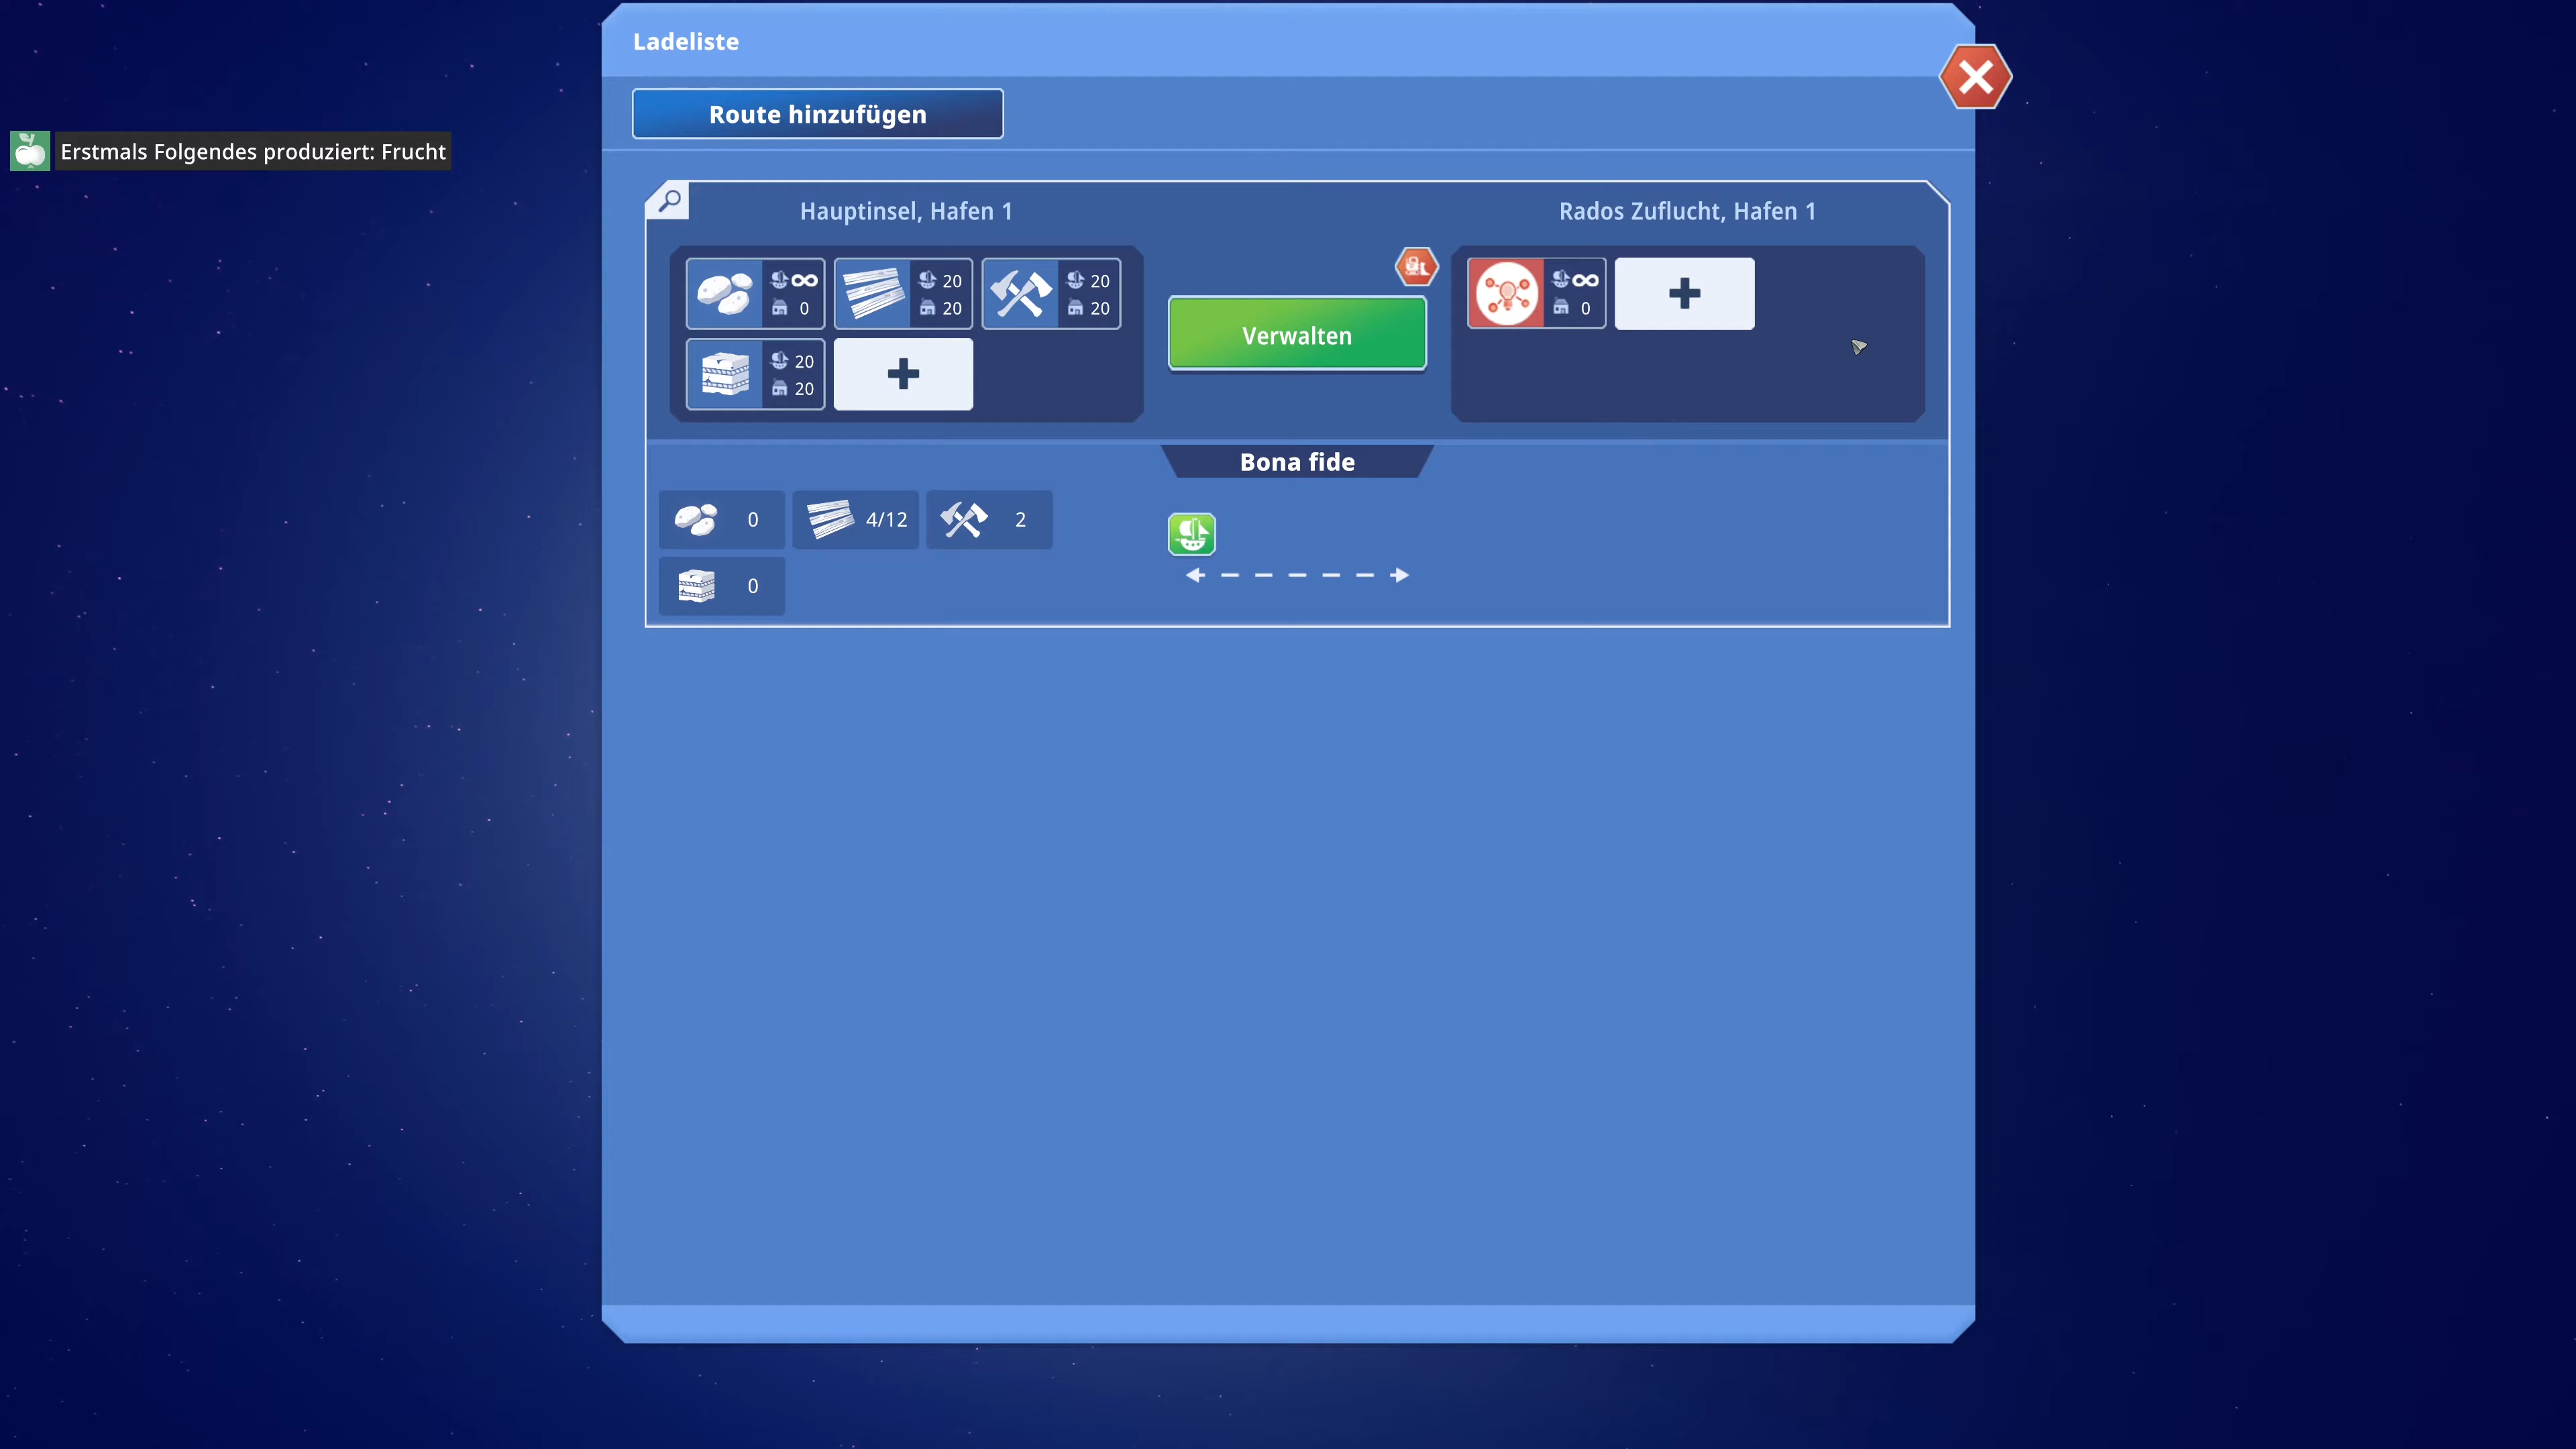 Ladeliste
Route hinzufügen
Erstmals Folgendes produziert: Frucht
Hauptinsel, Hafen 1
Rados Zuflucht, Hafen 1
∞ 20 20
0 20 20
20
20
Verwalten
∞
0
Bona fide
0 4/12 2
0